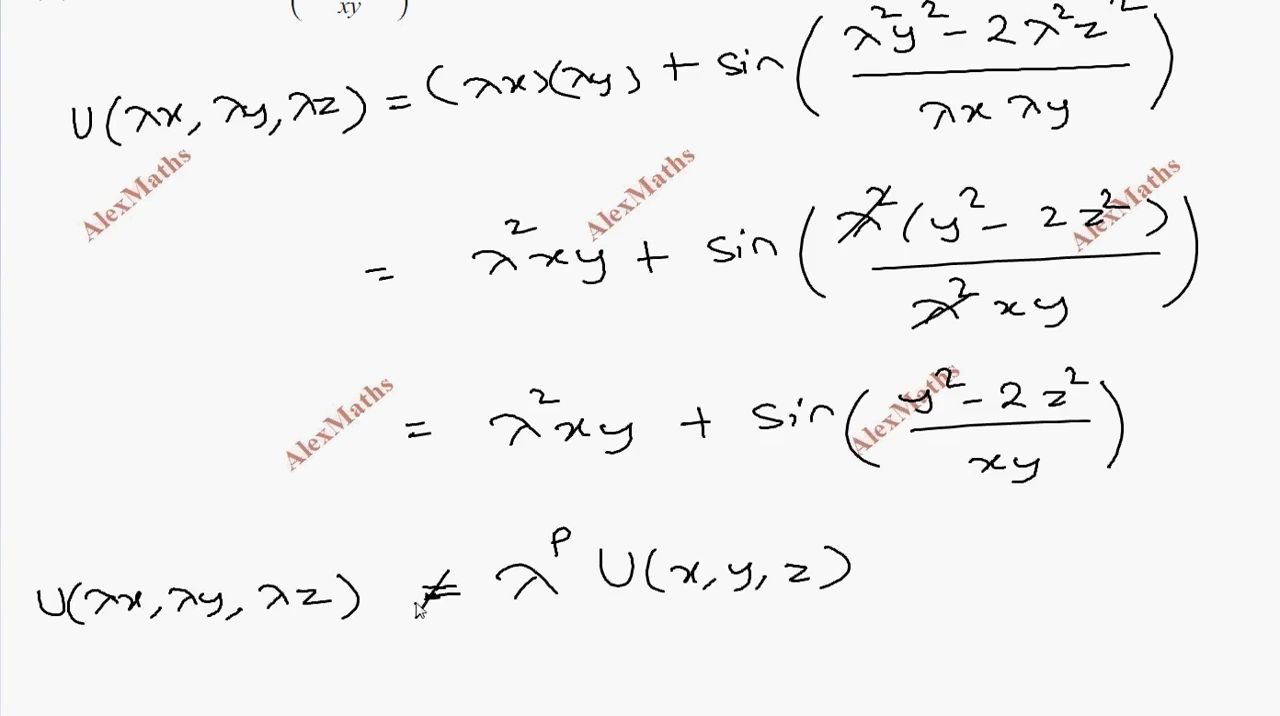 ( xy )
U(λx, λy, λz) = (λx)(λy) + sin( (λ²y² - 2λ²z²) / (λx λy) )
AlexMaths AlexMaths AlexMaths
= λ²xy + sin( λ²(y² - 2z²) / (λ²xy) )
AlexMaths AlexMaths
= λ²xy + sin( (y² - 2z²) / (xy) )
U(λx, λy, λz) ≠ λᵖ U(x, y, z)